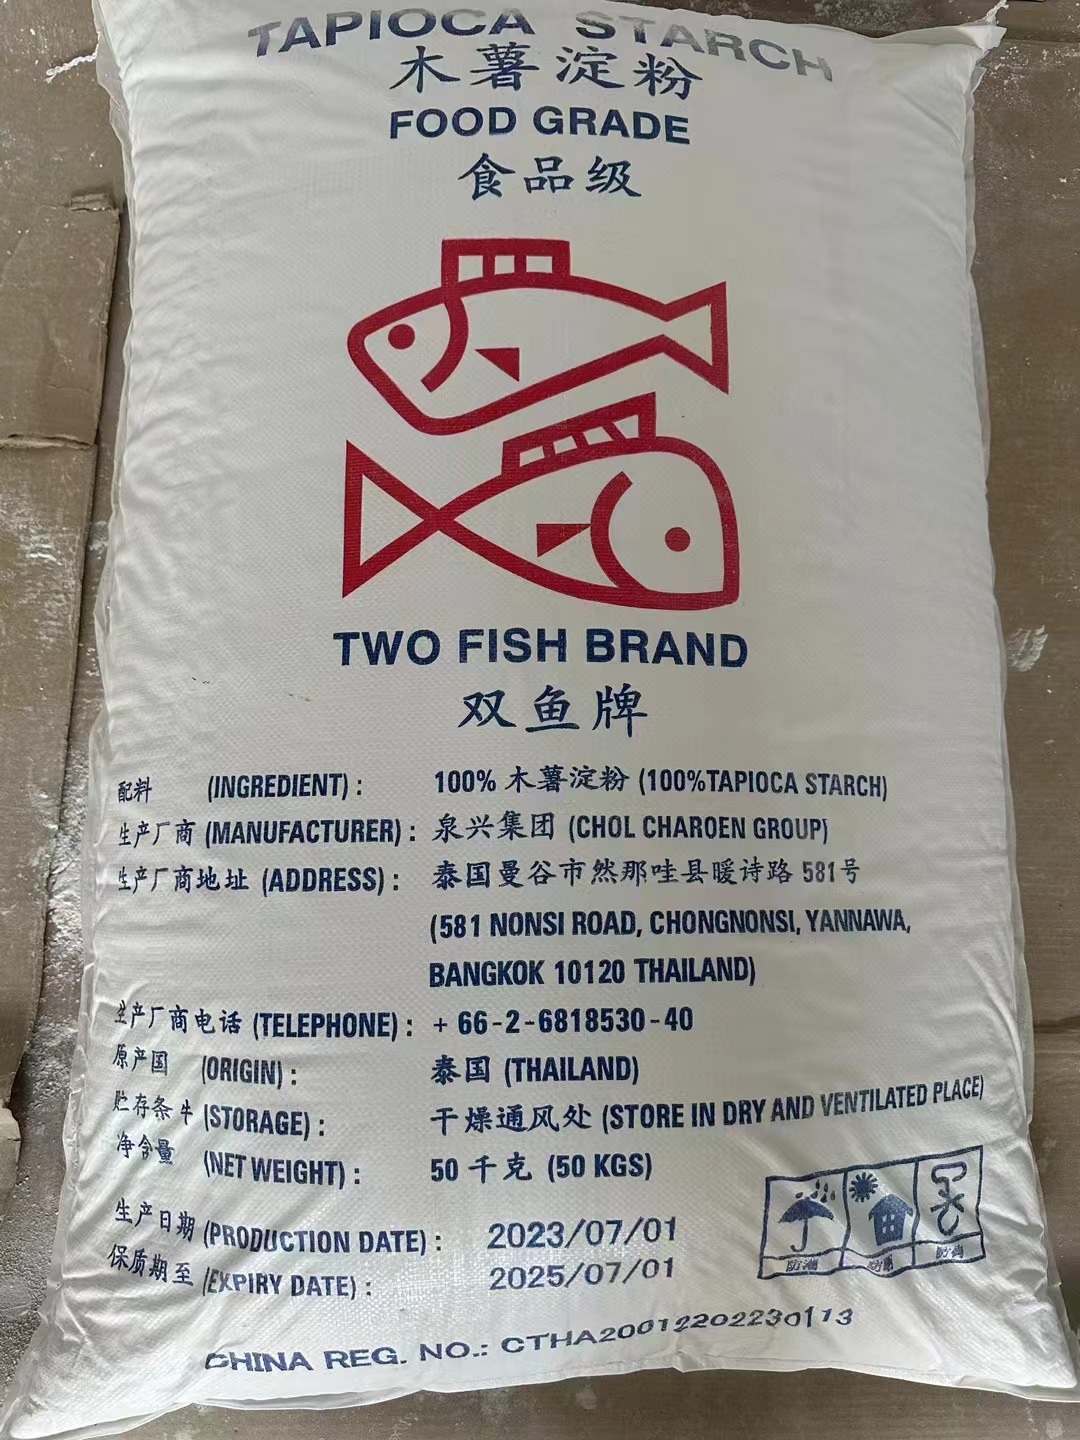 TAPIOCA STARCH
木薯淀粉
FOOD GRADE
食品级
TWO FISH BRAND
双鱼牌
配料 (INGREDIENT) : 100% 木薯淀粉 (100%TAPIOCA STARCH)
生产厂商 (MANUFACTURER) : 泉兴集团 (CHOL CHAROEN GROUP)
生产厂商地址 (ADDRESS) : 泰国曼谷市然那哇县暖诗路 581号
(581 NONSI ROAD, CHONGNONSI, YANNAWA,
BANGKOK 10120 THAILAND)
生产厂商电话 (TELEPHONE) : + 66-2-6818530-40
原产国 (ORIGIN) : 泰国 (THAILAND)
贮存条件 (STORAGE) : 干燥通风处 (STORE IN DRY AND VENTILATED PLACE)
净含量 (NET WEIGHT) : 50 千克 (50 KGS)
生产日期 (PRODUCTION DATE) : 2023/07/01
保质期至 (EXPIRY DATE) : 2025/07/01
防潮
CHINA REG. NO.: CTHA20012202230113